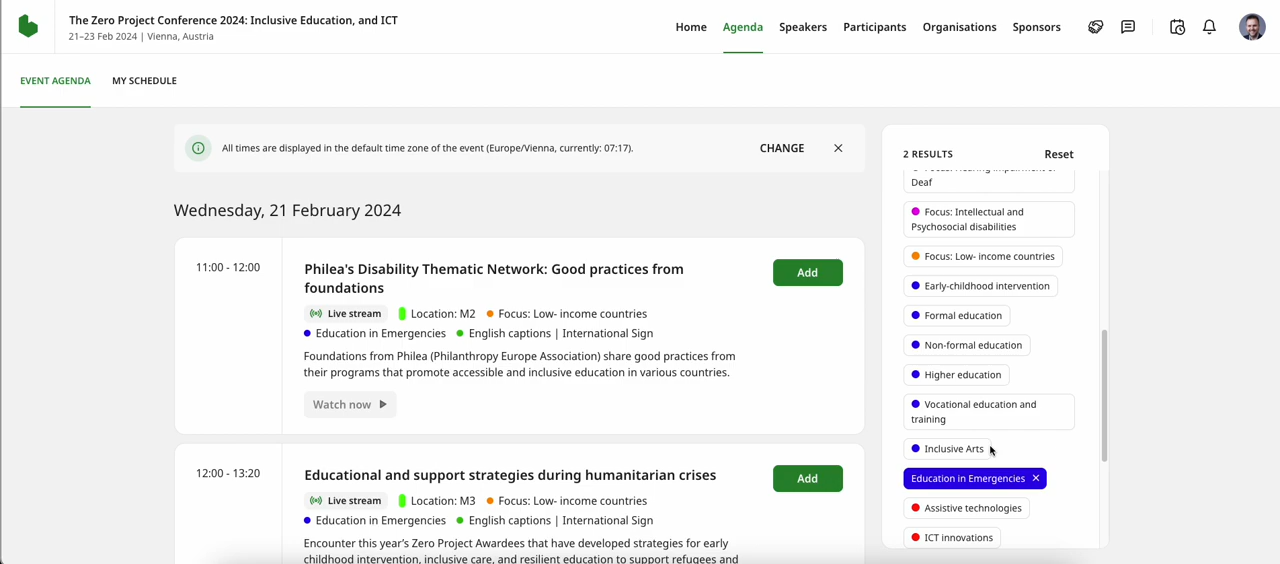 The Zero Project Conference 2024: Inclusive Education, and ICT
21–23 Feb 2024 | Vienna, Austria
Home Agenda Speakers Participants Organisations Sponsors
EVENT AGENDA MY SCHEDULE
All times are displayed in the default time zone of the event (Europe/Vienna, currently: 07:17).
CHANGE
Wednesday, 21 February 2024
11:00 - 12:00
Philea's Disability Thematic Network: Good practices from
foundations
Add
Live stream Location: M2 Focus: Low- income countries
Education in Emergencies English captions | International Sign
Foundations from Philea (Philanthropy Europe Association) share good practices from
their programs that promote accessible and inclusive education in various countries.
Watch now
12:00 - 13:20
Educational and support strategies during humanitarian crises
Add
Live stream Location: M3 Focus: Low- income countries
Education in Emergencies English captions | International Sign
Encounter this year's Zero Project Awardees that have developed strategies for early
childhood intervention, inclusive care, and resilient education to support refugees and
2 RESULTS
Reset
Focus: Hearing impairment or
Deaf
Focus: Intellectual and
Psychosocial disabilities
Focus: Low- income countries
Early-childhood intervention
Formal education
Non-formal education
Higher education
Vocational education and
training
Inclusive Arts
Education in Emergencies
Assistive technologies
ICT innovations